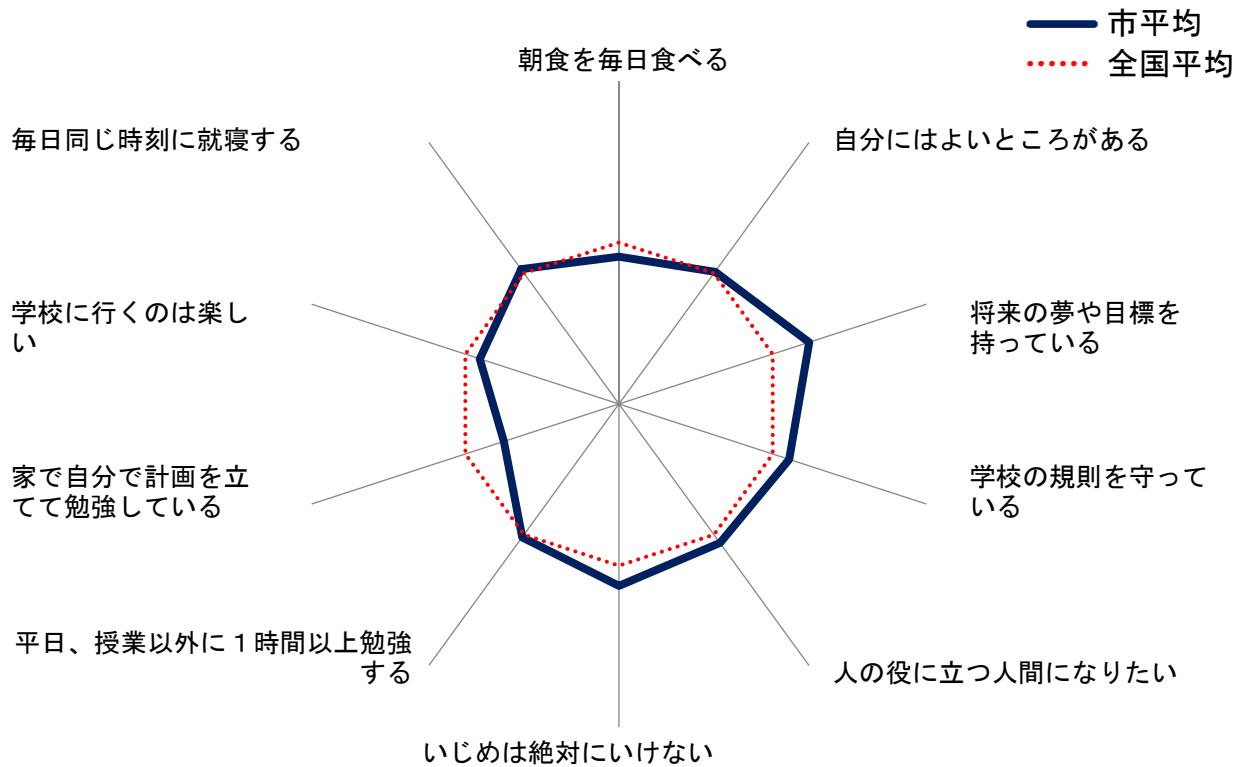 市平均
全国平均
朝食を毎日食べる
自分にはよいところがある
将来の夢や目標を
持っている
学校の規則を守って
いる
人の役に立つ人間になりたい
いじめは絶対にいけない
平日、授業以外に１時間以上勉強
する
家で自分で計画を立
てて勉強している
学校に行くのは楽し
い
毎日同じ時刻に就寝する